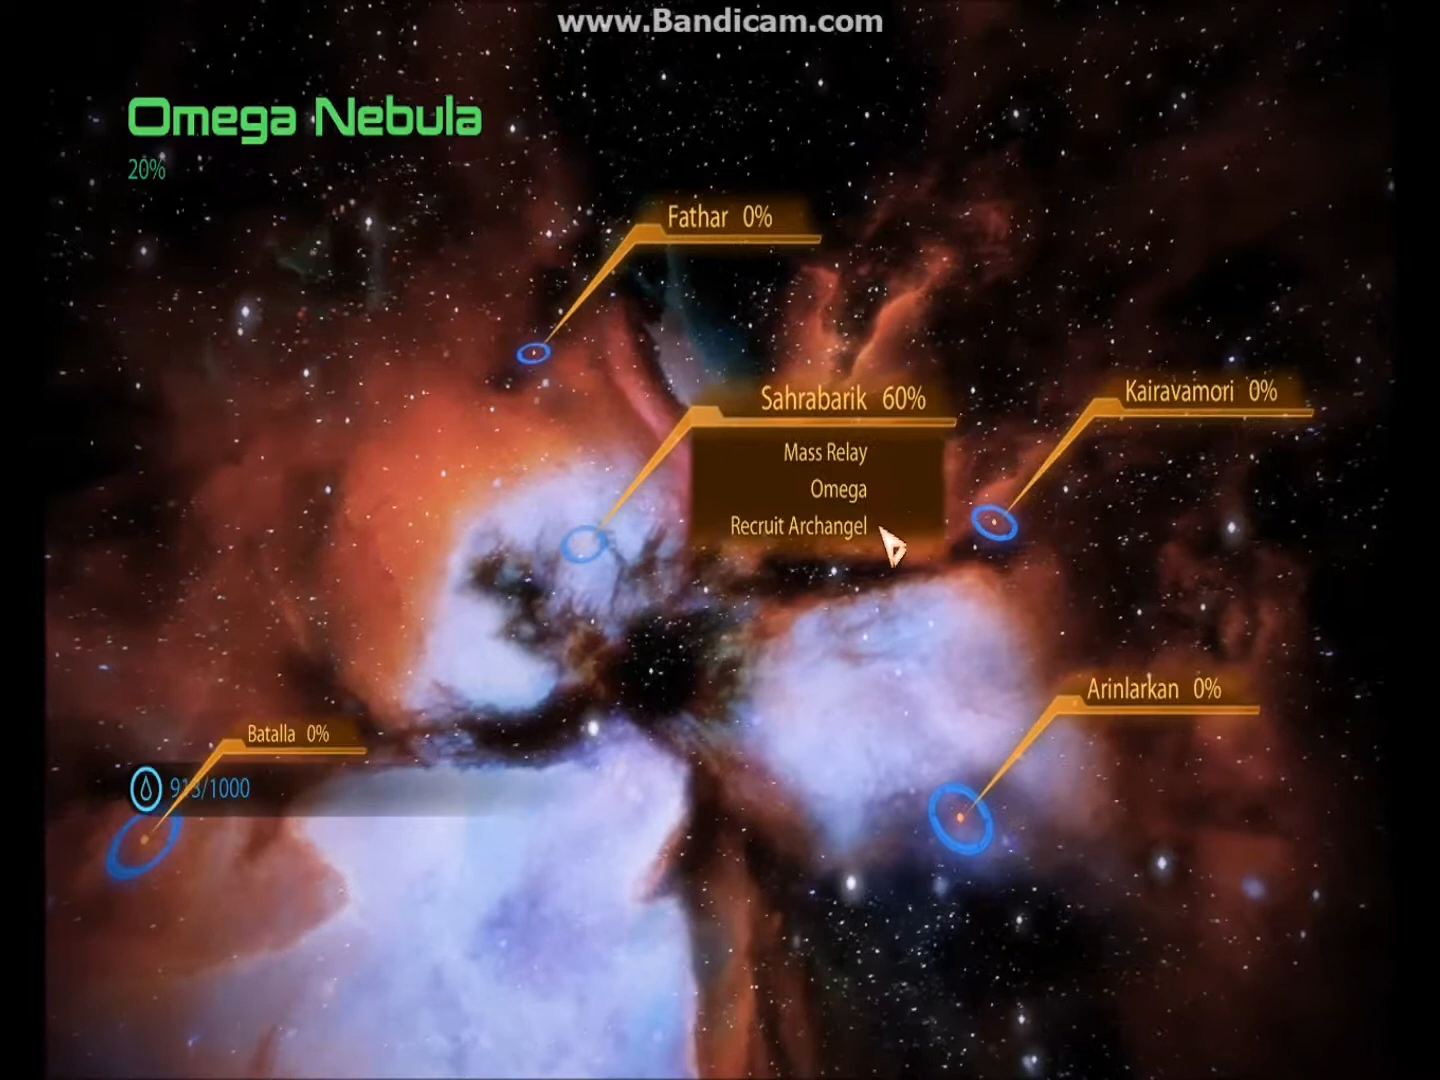 www.Bandicam.com
Omega Nebula
20%
Fathar 0%
Sahrabarik 60%
Mass Relay
Omega
Recruit Archangel
Kairavamori 0%
Arinlarkan 0%
Batalla 0%
913/1000